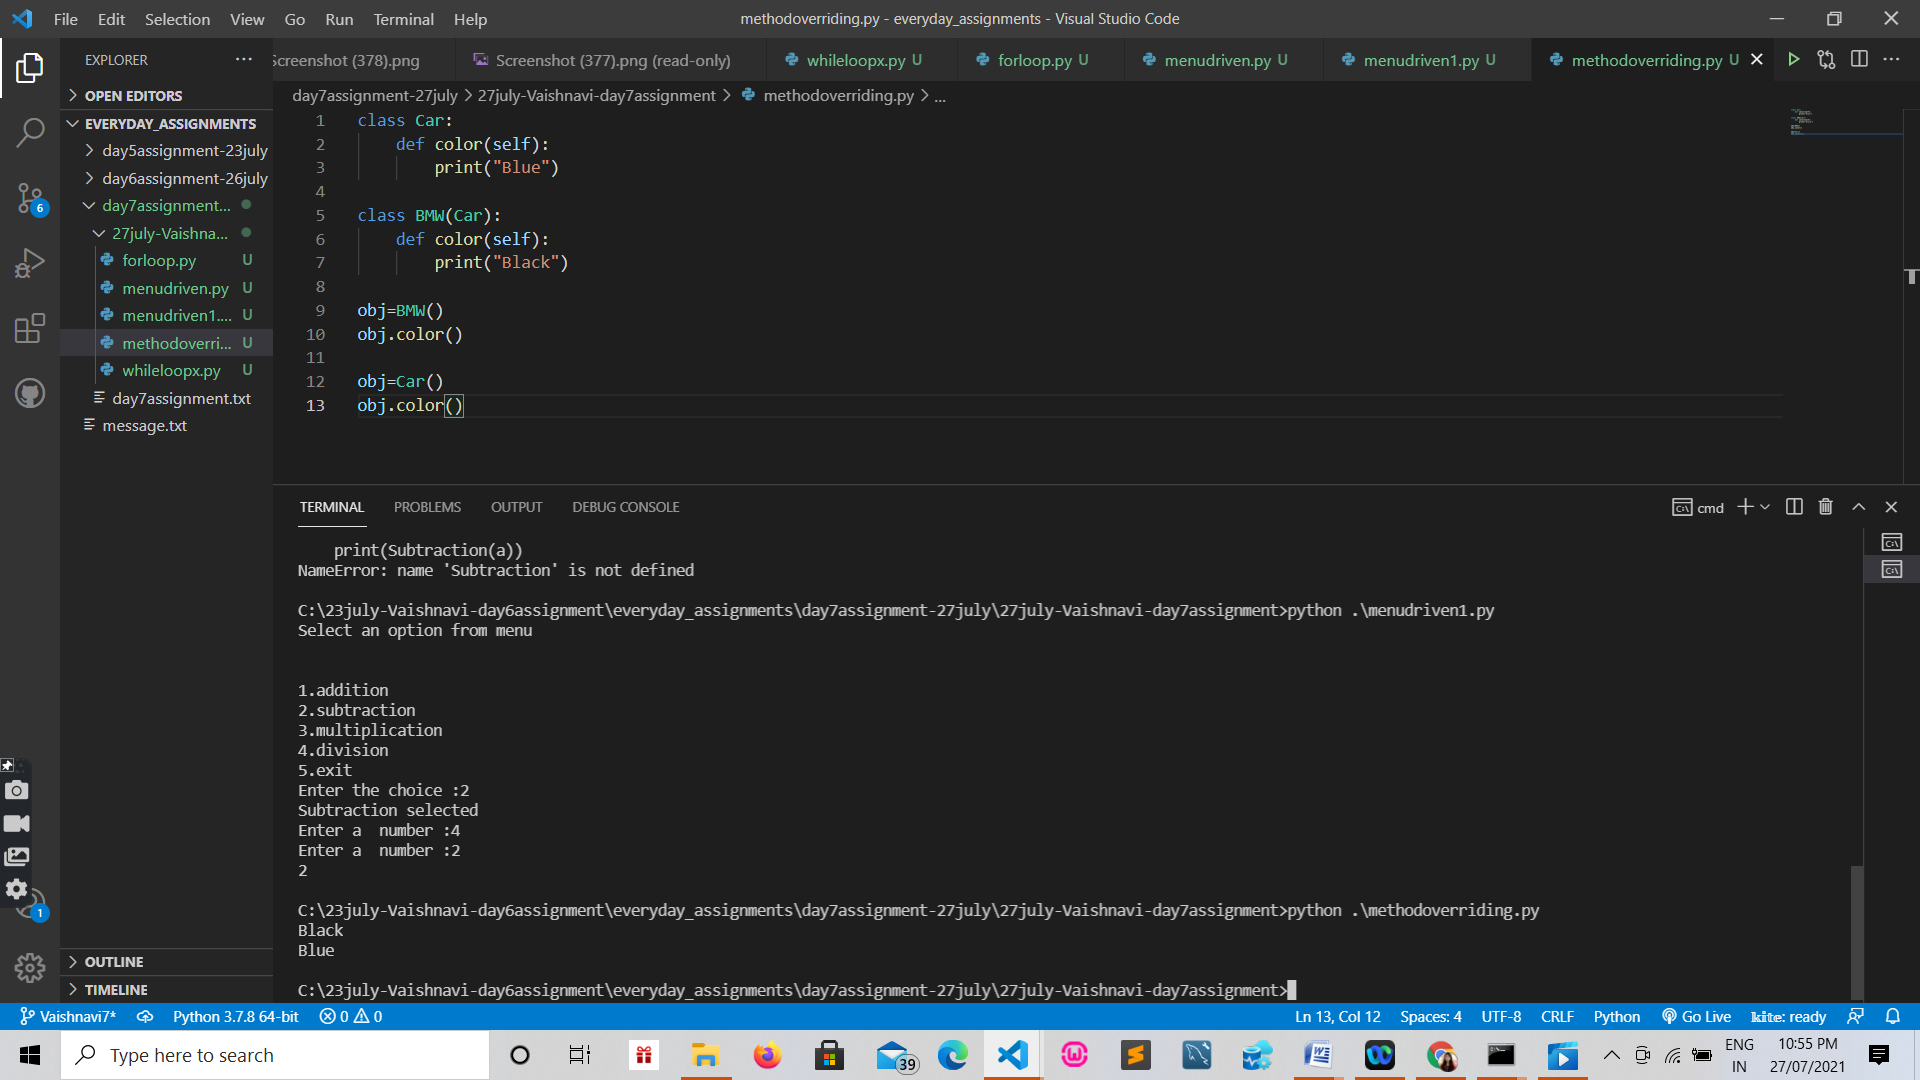 File Edit Selection View Go Run Terminal Help
methodoverriding.py - everyday_assignments - Visual Studio Code
EXPLORER
Screenshot (378).png
Screenshot (377).png (read-only)
whileloopx.py U
forloop.py U
menudriven.py U
menudriven1.py U
methodoverriding.py U
OPEN EDITORS
EVERYDAY_ASSIGNMENTS
day5assignment-23july
day6assignment-26july
day7assignment...
27july-Vaishna...
forloop.py U
menudriven.py U
menudriven1.... U
methodoverri... U
whileloopx.py U
day7assignment.txt
message.txt
OUTLINE
TIMELINE
6
1
day7assignment-27july > 27july-Vaishnavi-day7assignment > methodoverriding.py > ...
1 class Car:
2 def color(self):
3 print("Blue")
4
5 class BMW(Car):
6 def color(self):
7 print("Black")
8
9 obj=BMW()
10 obj.color()
11
12 obj=Car()
13 obj.color()
TERMINAL PROBLEMS OUTPUT DEBUG CONSOLE
cmd
print(Subtraction(a))
NameError: name 'Subtraction' is not defined
C:\23july-Vaishnavi-day6assignment\everyday_assignments\day7assignment-27july\27july-Vaishnavi-day7assignment>python .\menudriven1.py
Select an option from menu
1.addition
2.subtraction
3.multiplication
4.division
5.exit
Enter the choice :2
Subtraction selected
Enter a  number :4
Enter a  number :2
2
C:\23july-Vaishnavi-day6assignment\everyday_assignments\day7assignment-27july\27july-Vaishnavi-day7assignment>python .\methodoverriding.py
Black
Blue
C:\23july-Vaishnavi-day6assignment\everyday_assignments\day7assignment-27july\27july-Vaishnavi-day7assignment>
Vaishnavi7* Python 3.7.8 64-bit 0 0
Ln 13, Col 12 Spaces: 4 UTF-8 CRLF Python Go Live kite: ready
Type here to search
39
ENG
IN
10:55 PM
27/07/2021